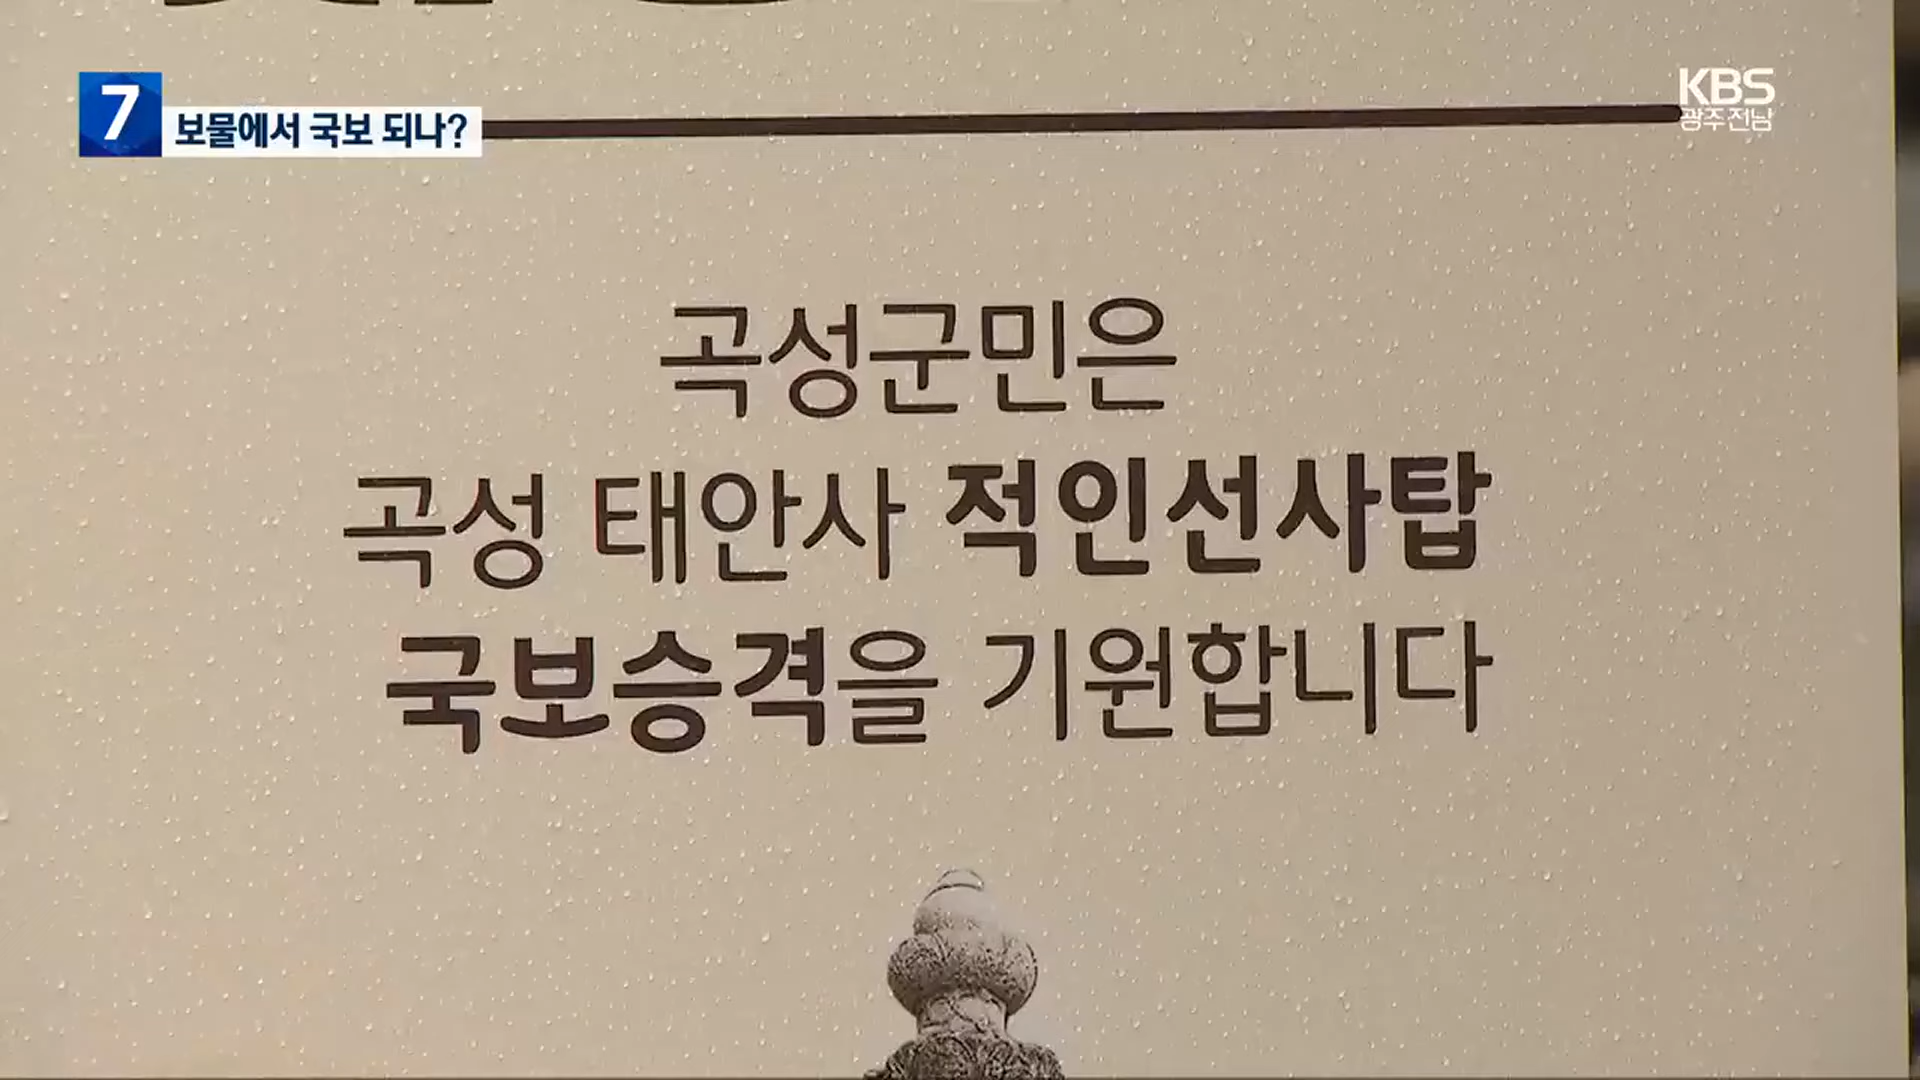 7 보물에서 국보 되나?
KBS
광주전남
곡성군민은
곡성 태안사 적인선사탑
국보승격을 기원합니다